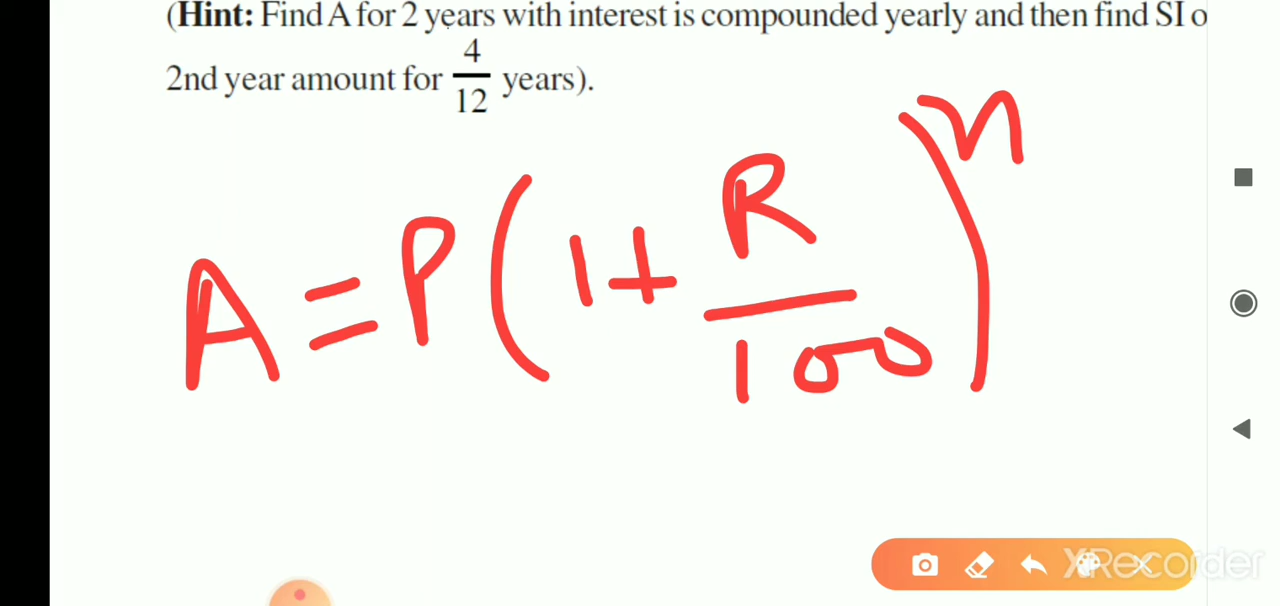 (Hint: Find A for 2 years with interest is compounded yearly and then find SI o
2nd year amount for 4/12 years).
A = P(1 + R/100)^n
XRecorder